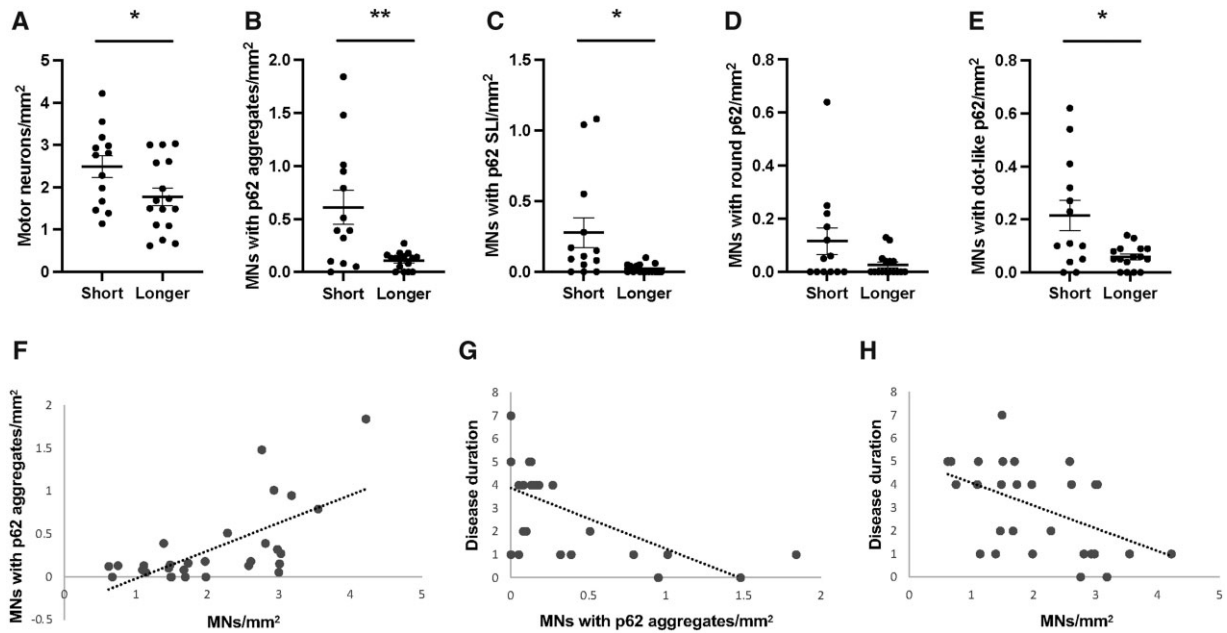 A
*
Motor neurons/mm²
5
4
3
2
1
0
Short Longer
B
**
MNs with p62 aggregates/mm²
2.0
1.5
1.0
0.5
0.0
Short Longer
C
*
MNs with p62 SLI/mm²
1.5
1.0
0.5
0.0
Short Longer
D
MNs with round p62/mm²
0.8
0.6
0.4
0.2
0.0
Short Longer
E
*
MNs with dot-like p62/mm²
0.8
0.6
0.4
0.2
0.0
Short Longer
F
MNs with p62 aggregates/mm²
2
1.5
1
0.5
0
-0.5
0 1 2 3 4 5
MNs/mm²
G
Disease duration
8
7
6
5
4
3
2
1
0
0 0.5 1 1.5 2
MNs with p62 aggregates/mm²
H
Disease duration
8
7
6
5
4
3
2
1
0
0 1 2 3 4 5
MNs/mm²